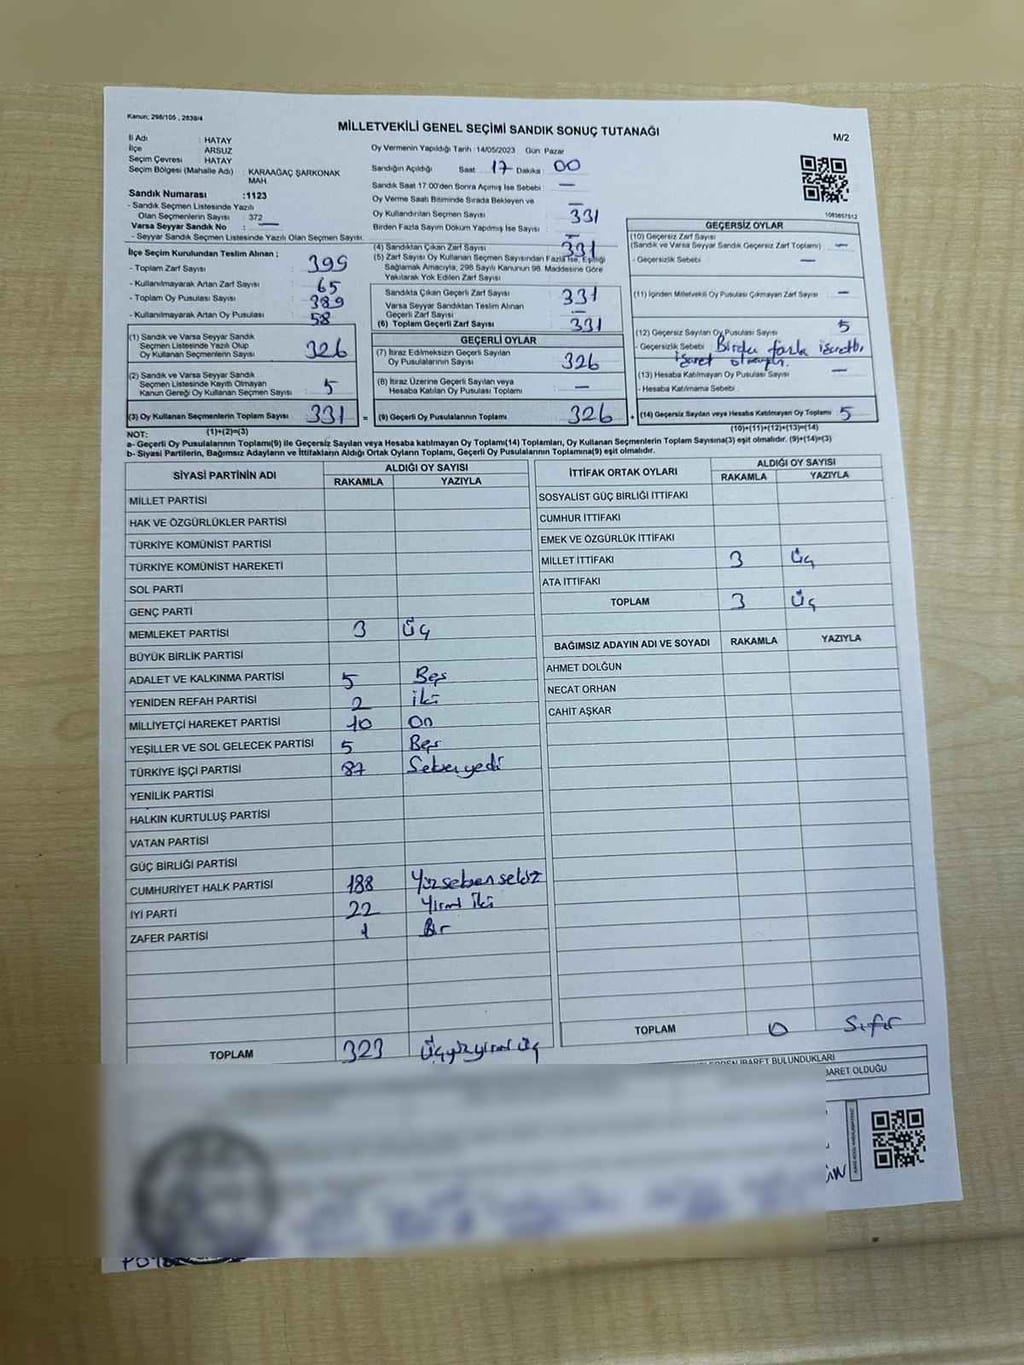 Kanun: 298/105 , 2839/4
MİLLETVEKİLİ GENEL SEÇİMİ SANDIK SONUÇ TUTANAĞI
M/2
İl Adı : HATAY
İlçe : ARSUZ
Seçim Çevresi : HATAY
Seçim Bölgesi (Mahalle Adı) : KARAAĞAÇ ŞARKONAK MAH
Sandık Numarası :1123
- Sandık Seçmen Listesinde Yazılı
Olan Seçmenlerin Sayısı : 372
Varsa Seyyar Sandık No : —
- Seyyar Sandık Seçmen Listesinde Yazılı Olan Seçmen Sayısı:
Oy Vermenin Yapıldığı Tarih : 14/05/2023 Gün: Pazar
Sandığın Açıldığı Saat : 17 Dakika : 00
Sandık Saat 17.00'den Sonra Açılmış İse Sebebi : —
Oy Verme Saati Bitiminde Sırada Bekleyen ve : —
Oy Kullandırılan Seçmen Sayısı : 331
Birden Fazla Sayım Döküm Yapılmış İse Sayısı : —
İlçe Seçim Kurulundan Teslim Alınan ;
- Toplam Zarf Sayısı : 399
- Kullanılmayarak Artan Zarf Sayısı : 65
- Toplam Oy Pusulası Sayısı : 389
- Kullanılmayarak Artan Oy Pusulası : 58
(4) Sandıktan Çıkan Zarf Sayısı : 331
(5) Zarf Sayısı Oy Kullanan Seçmen Sayısından Fazla İse, Eşitliği
Sağlamak Amacıyla, 298 Sayılı Kanunun 98. Maddesine Göre
Yakılarak Yok Edilen Zarf Sayısı :
Sandıkta Çıkan Geçerli Zarf Sayısı : 331
Varsa Seyyar Sandıktan Teslim Alınan
Geçerli Zarf Sayısı : —
(6) Toplam Geçerli Zarf Sayısı : 331
GEÇERSİZ OYLAR
1083657512
(10) Geçersiz Zarf Sayısı
(Sandık ve Varsa Seyyar Sandık Geçersiz Zarf Toplamı) : —
- Geçersizlik Sebebi : —
(11) İçinden Milletvekili Oy Pusulası Çıkmayan Zarf Sayısı : —
(12) Geçersiz Sayılan Oy Pusulası Sayısı : 5
- Geçersizlik Sebebi : Birden fazla işaretli,
işaret olmayan.
(13) Hesaba Katılmayan Oy Pusulası Sayısı : —
- Hesaba Katılmama Sebebi :
(1) Sandık ve Varsa Seyyar Sandık
Seçmen Listesinde Yazılı Olup
Oy Kullanan Seçmenlerin Sayısı : 326
(2) Sandık ve Varsa Seyyar Sandık
Seçmen Listesinde Kayıtlı Olmayan
Kanun Gereği Oy Kullanan Seçmen Sayısı : 5
GEÇERLİ OYLAR
(7) İtiraz Edilmeksizin Geçerli Sayılan
Oy Pusulalarının Sayısı : 326
(8) İtiraz Üzerine Geçerli Sayılan veya
Hesaba Katılan Oy Pusulası Toplamı : —
(3) Oy Kullanan Seçmenlerin Toplam Sayısı : 331 = (9) Geçerli Oy Pusulalarının Toplamı : 326 + (14) Geçersiz Sayılan veya Hesaba Katılmayan Oy Toplamı : 5
(1)+(2)=(3)
(10)+(11)+(12)+(13)=(14)
NOT:
a- Geçerli Oy Pusulalarının Toplamı(9) ile Geçersiz Sayılan veya Hesaba katılmayan Oy Toplamı(14) Toplamları, Oy Kullanan Seçmenlerin Toplam Sayısına(3) eşit olmalıdır. (9)+(14)=(3)
b- Siyasi Partilerin, Bağımsız Adayların ve İttifakların Aldığı Ortak Oyların Toplamı, Geçerli Oy Pusulalarının Toplamına(9) eşit olmalıdır.
SİYASİ PARTİNİN ADI
ALDIĞI OY SAYISI
RAKAMLA YAZIYLA
MİLLET PARTİSİ
HAK VE ÖZGÜRLÜKLER PARTİSİ
TÜRKİYE KOMÜNİST PARTİSİ
TÜRKİYE KOMÜNİST HAREKETİ
SOL PARTİ
GENÇ PARTİ
MEMLEKET PARTİSİ 3 Üç
BÜYÜK BİRLİK PARTİSİ
ADALET VE KALKINMA PARTİSİ 5 Beş
YENİDEN REFAH PARTİSİ 2 iki
MİLLİYETÇİ HAREKET PARTİSİ 10 On
YEŞİLLER VE SOL GELECEK PARTİSİ 5 Beş
TÜRKİYE İŞÇİ PARTİSİ 87 Seksenyedi
YENİLİK PARTİSİ
HALKIN KURTULUŞ PARTİSİ
VATAN PARTİSİ
GÜÇ BİRLİĞİ PARTİSİ
CUMHURİYET HALK PARTİSİ 188 Yüzseksensekiz
İYİ PARTİ 22 Yirmi İki
ZAFER PARTİSİ 1 Bir
TOPLAM 323 Üçyüzyirmi üç
İTTİFAK ORTAK OYLARI
ALDIĞI OY SAYISI
RAKAMLA YAZIYLA
SOSYALİST GÜÇ BİRLİĞİ İTTİFAKI
CUMHUR İTTİFAKI
EMEK VE ÖZGÜRLÜK İTTİFAKI
MİLLET İTTİFAKI 3 Üç
ATA İTTİFAKI
TOPLAM 3 Üç
BAĞIMSIZ ADAYIN ADI VE SOYADI RAKAMLA YAZIYLA
AHMET DOLĞUN
NECAT ORHAN
CAHİT AŞKAR
TOPLAM 0 Sıfır
İBARET BULUNDUKLARI
OLDUĞU